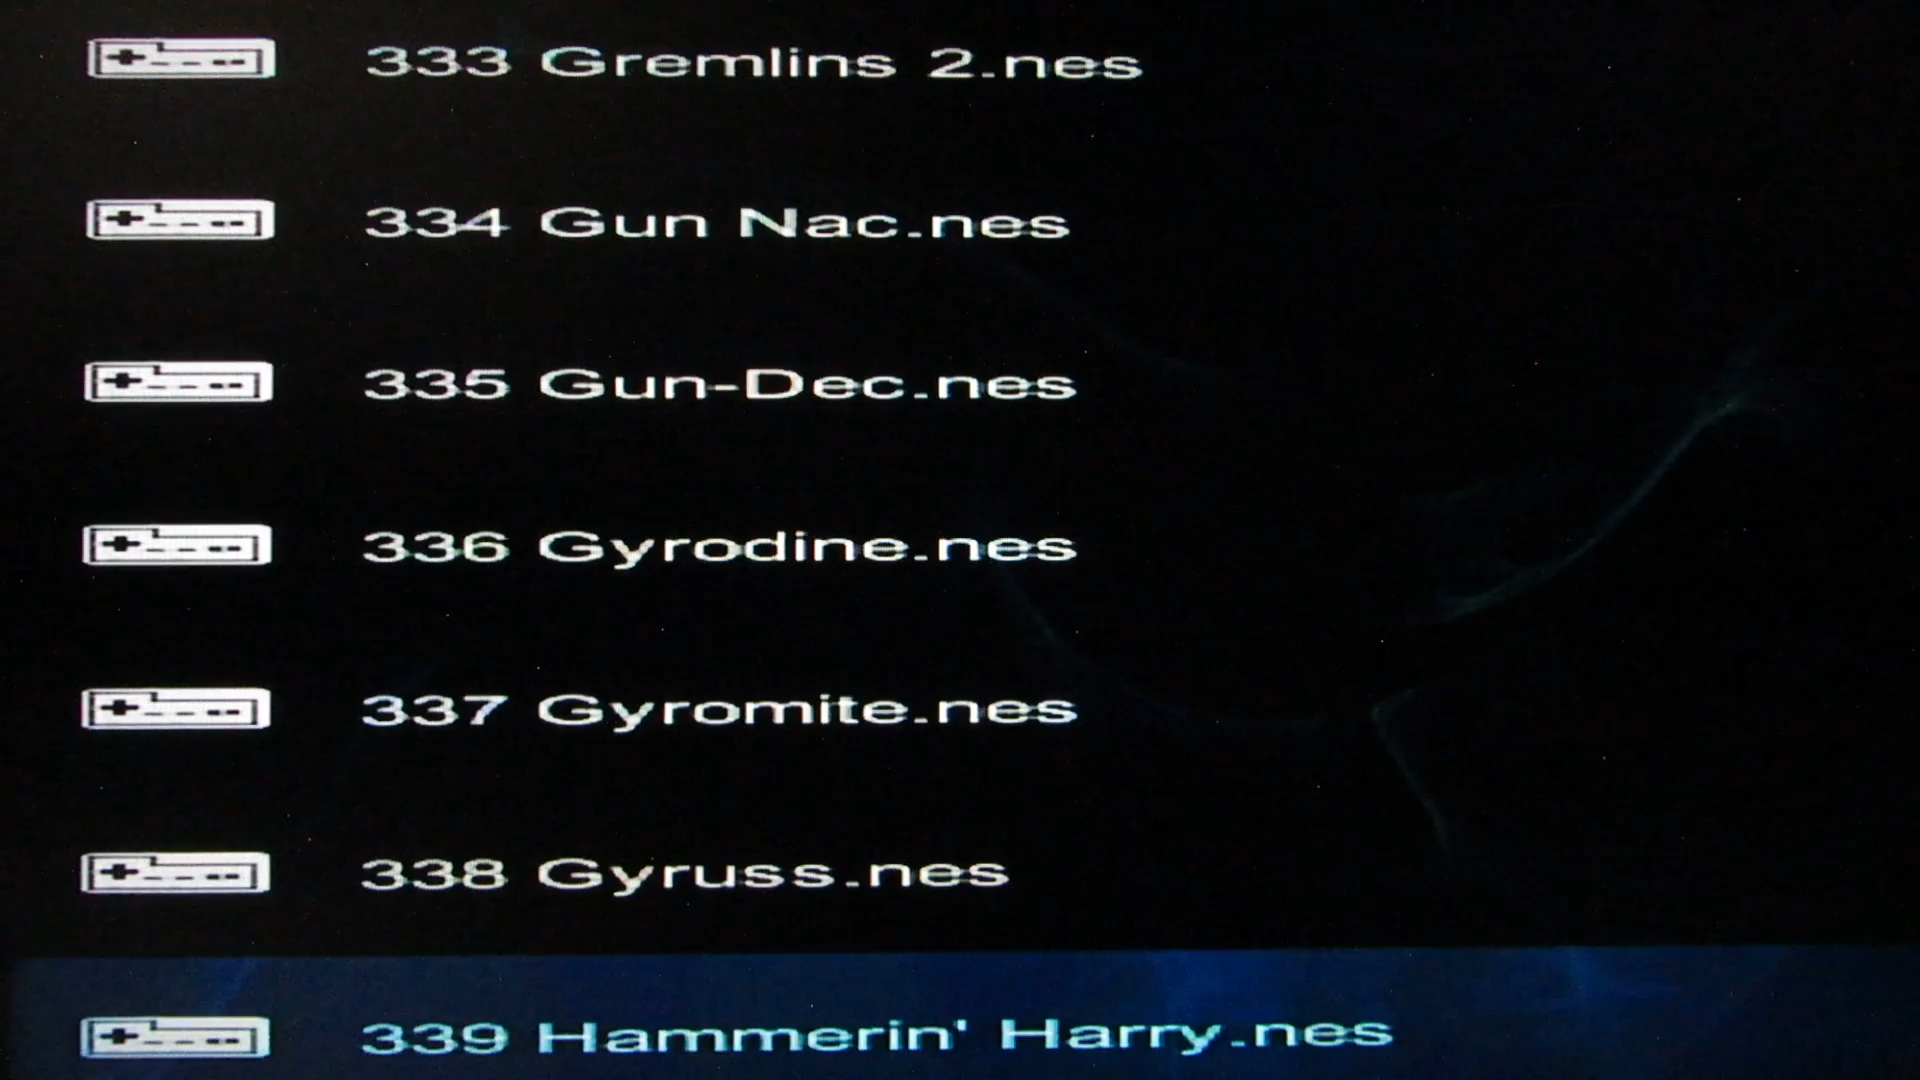 333 Gremlins 2.nes
334 Gun Nac.nes
335 Gun-Dec.nes
336 Gyrodine.nes
337 Gyromite.nes
338 Gyruss.nes
339 Hammerin' Harry.nes